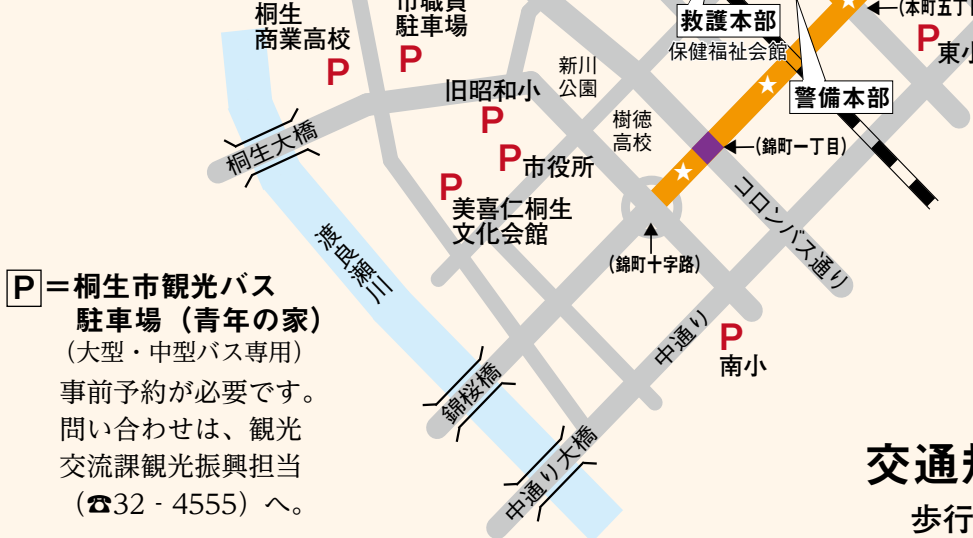 桐生
商業高校
P
市職員
駐車場
P
旧昭和小
P
新川
公園
救護本部
保健福祉会館
(本町五丁目
P 東小
警備本部
樹徳
高校
(錦町一丁目)
桐生大橋
P 市役所
P
美喜仁桐生
文化会館
コロンバス通り
渡良瀬川
(錦町十字路)
P＝桐生市観光バス
駐車場（青年の家）
（大型・中型バス専用）
事前予約が必要です。
問い合わせは、観光
交流課観光振興担当
（☎32‐4555）へ。
中通り
P
南小
錦桜橋
中通り大橋
交通
歩行